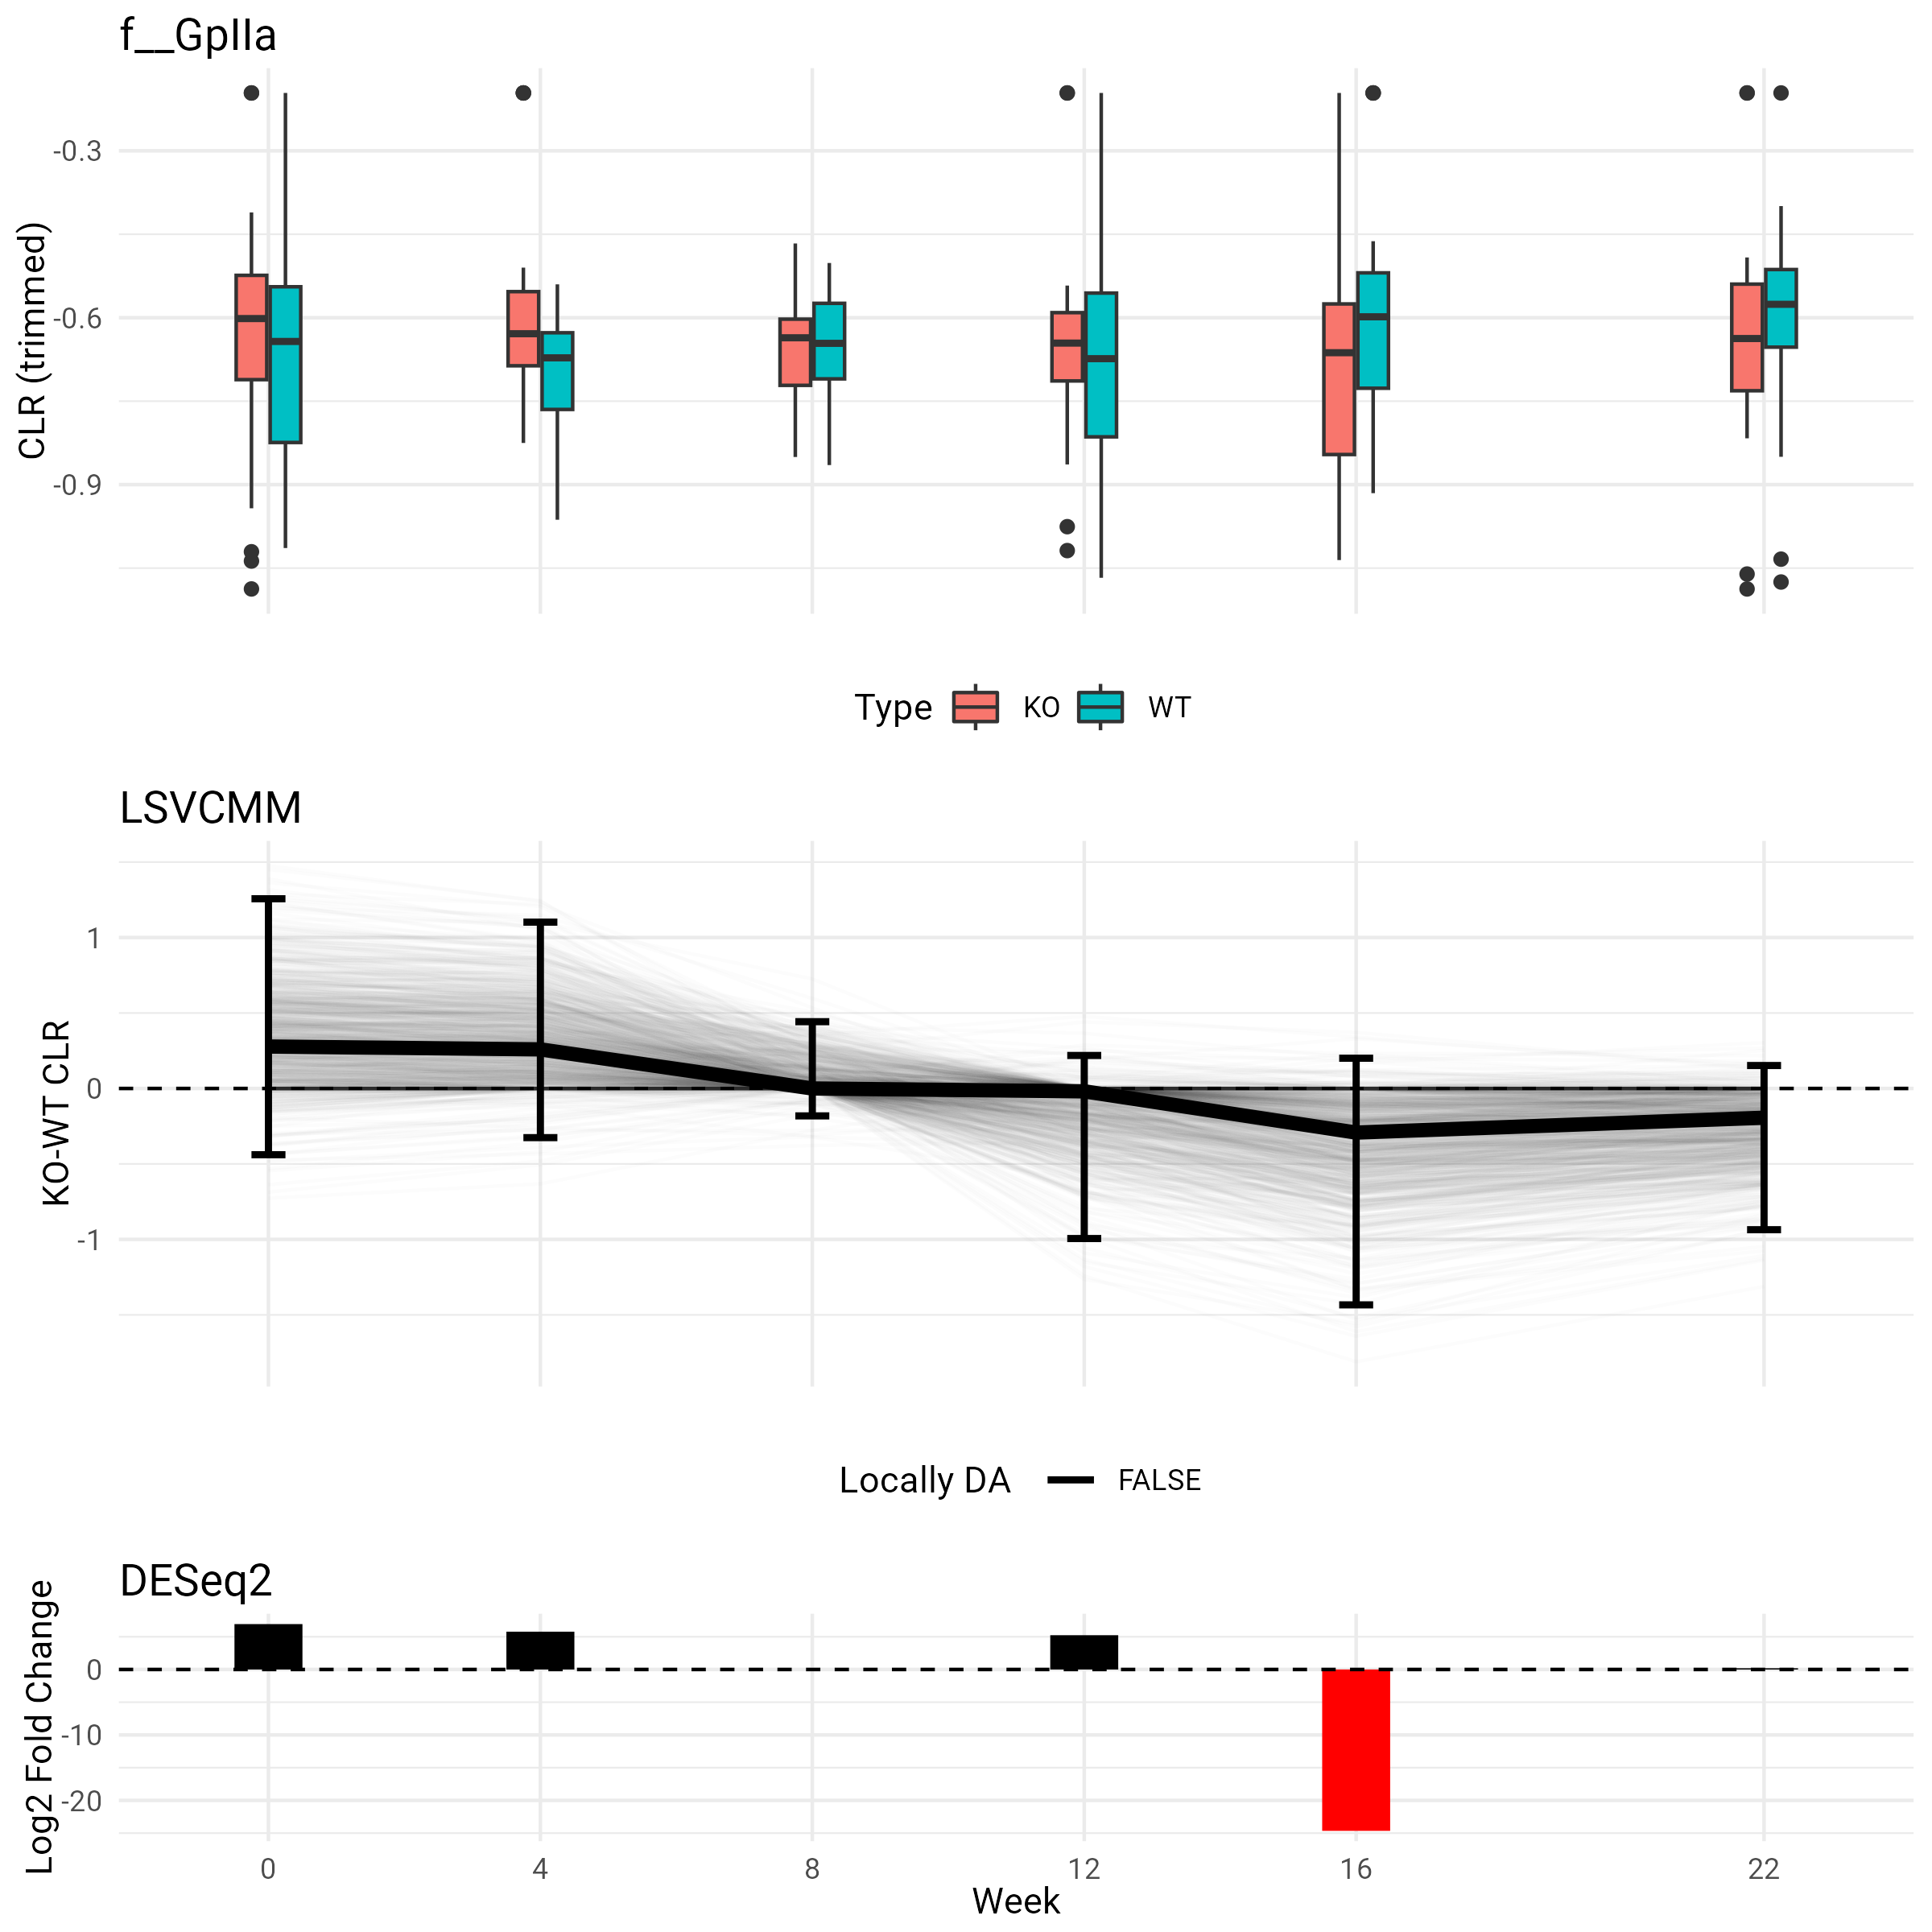 f__GpIIa
CLR (trimmed)
-0.3
-0.6
-0.9
Type KO WT
LSVCMM
KO-WT CLR
1
0
-1
Locally DA FALSE
DESeq2
Log2 Fold Change
0
-10
-20
0 4 8 12 16 22
Week